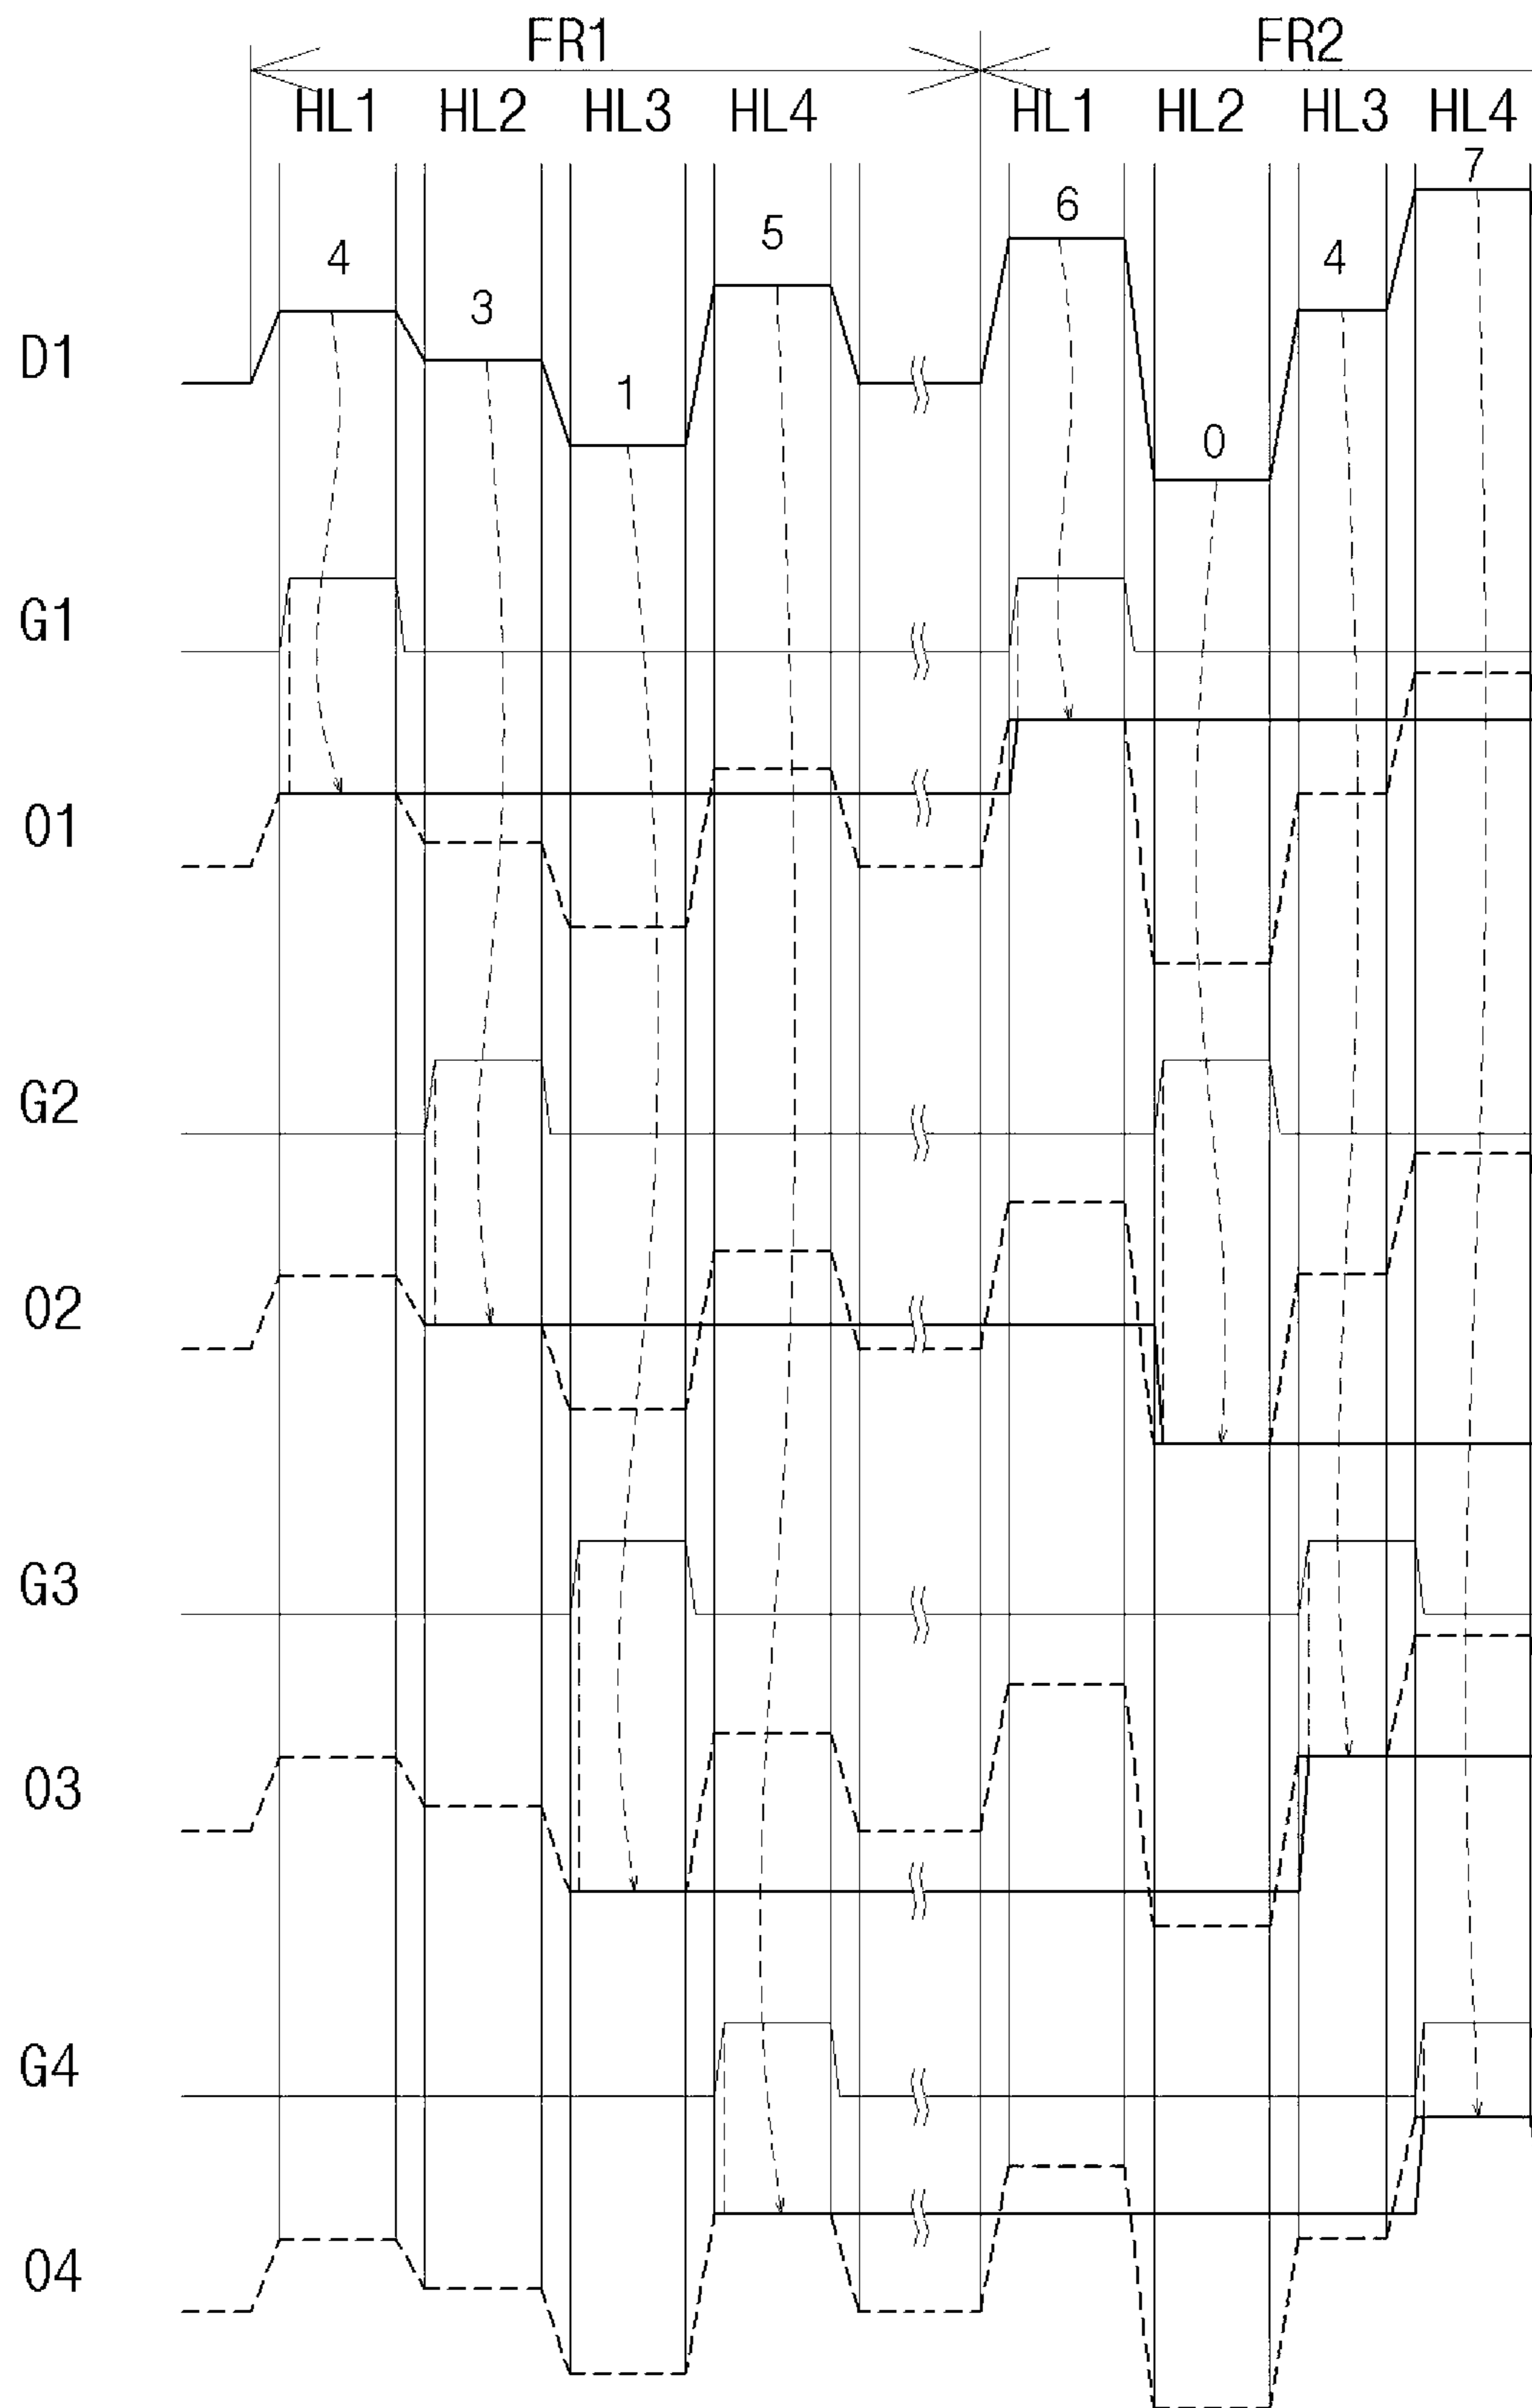 FR1 FR2
HL1 HL2 HL3 HL4 HL1 HL2 HL3 HL4
4 3 1 5 6 0 4 7
D1
G1
O1
G2
O2
G3
O3
G4
O4